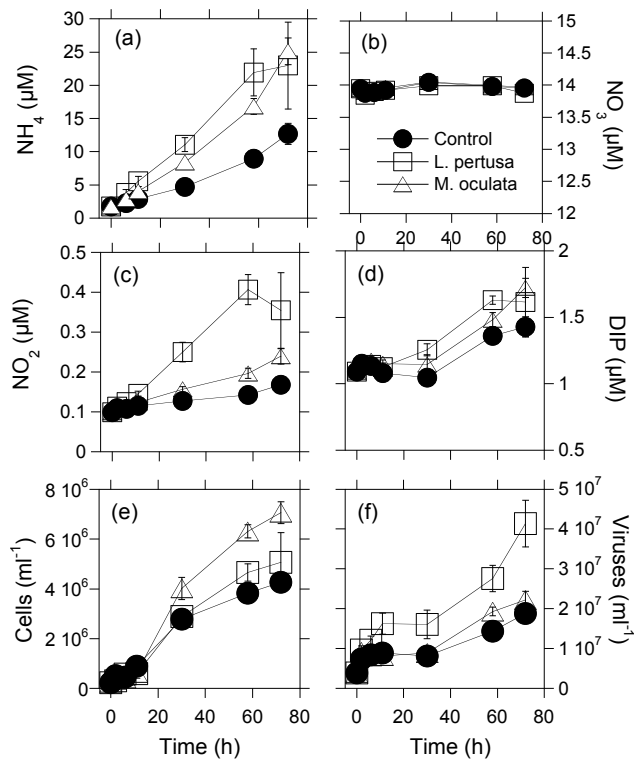 30
25
20
15
10
5
0
NH4 (µM)
(a)
(b)
Control
L. pertusa
M. oculata
15
14.5
14
13.5
13
12.5
12
NO3 (µM)
0 20 40 60 80
0.5
0.4
0.3
0.2
0.1
0
NO2 (µM)
(c)
(d)
2
1.5
1
0.5
DIP (µM)
8 10^6
6 10^6
4 10^6
2 10^6
0
Cells (ml^-1)
(e)
(f)
5 10^7
4 10^7
3 10^7
2 10^7
1 10^7
0
Viruses (ml^-1)
0 20 40 60 80
0 20 40 60 80
Time (h)
Time (h)